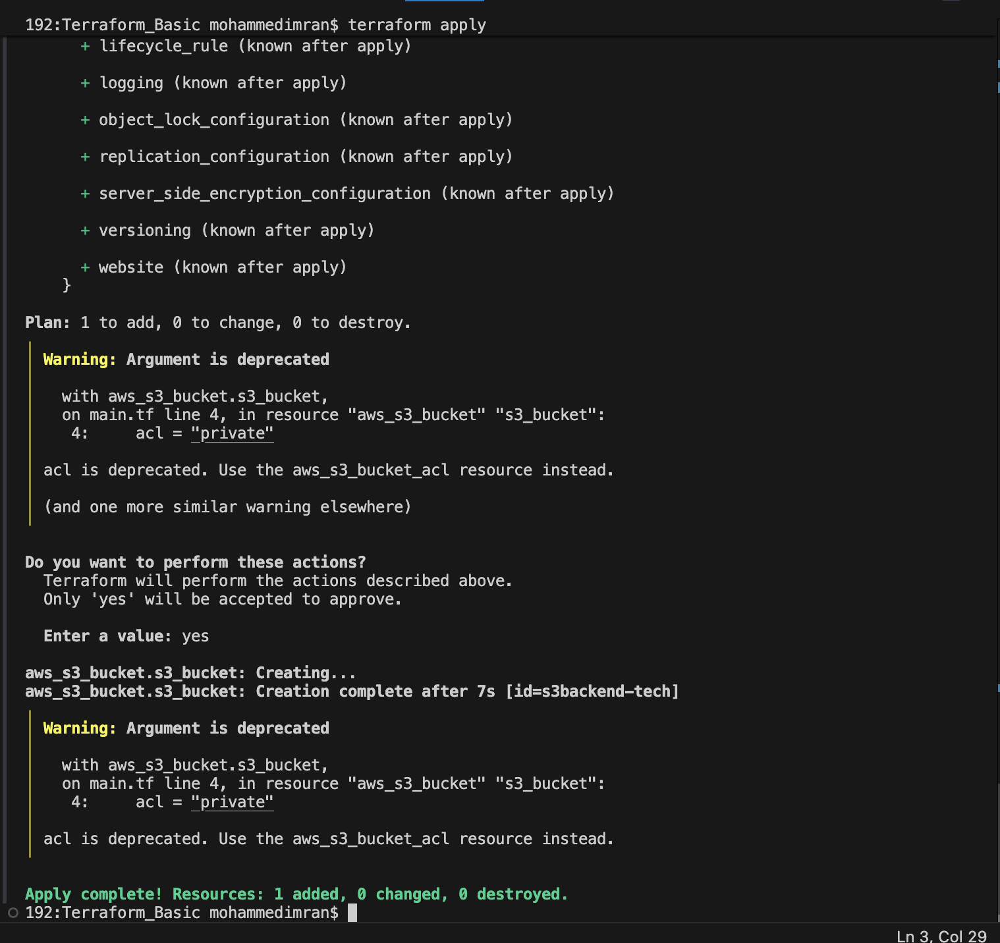 192:Terraform_Basic mohammedimran$ terraform apply
+ lifecycle_rule (known after apply)
+ logging (known after apply)
+ object_lock_configuration (known after apply)
+ replication_configuration (known after apply)
+ server_side_encryption_configuration (known after apply)
+ versioning (known after apply)
+ website (known after apply)
}
Plan: 1 to add, 0 to change, 0 to destroy.
Warning: Argument is deprecated
with aws_s3_bucket.s3_bucket,
on main.tf line 4, in resource "aws_s3_bucket" "s3_bucket":
4: acl = "private"
acl is deprecated. Use the aws_s3_bucket_acl resource instead.
(and one more similar warning elsewhere)
Do you want to perform these actions?
Terraform will perform the actions described above.
Only 'yes' will be accepted to approve.
Enter a value: yes
aws_s3_bucket.s3_bucket: Creating...
aws_s3_bucket.s3_bucket: Creation complete after 7s [id=s3backend-tech]
Warning: Argument is deprecated
with aws_s3_bucket.s3_bucket,
on main.tf line 4, in resource "aws_s3_bucket" "s3_bucket":
4: acl = "private"
acl is deprecated. Use the aws_s3_bucket_acl resource instead.
Apply complete! Resources: 1 added, 0 changed, 0 destroyed.
192:Terraform_Basic mohammedimran$
Ln 3, Col 29